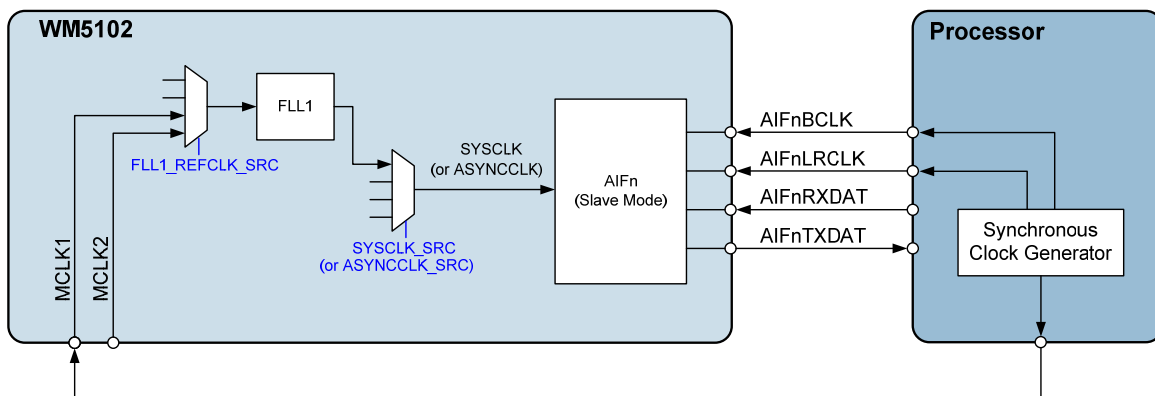 WM5102
Processor
FLL1
FLL1_REFCLK_SRC
SYSCLK
(or ASYNCCLK)
SYSCLK_SRC
(or ASYNCCLK_SRC)
MCLK1
MCLK2
AIFn
(Slave Mode)
AIFnBCLK
AIFnLRCLK
AIFnRXDAT
AIFnTXDAT
Synchronous
Clock Generator